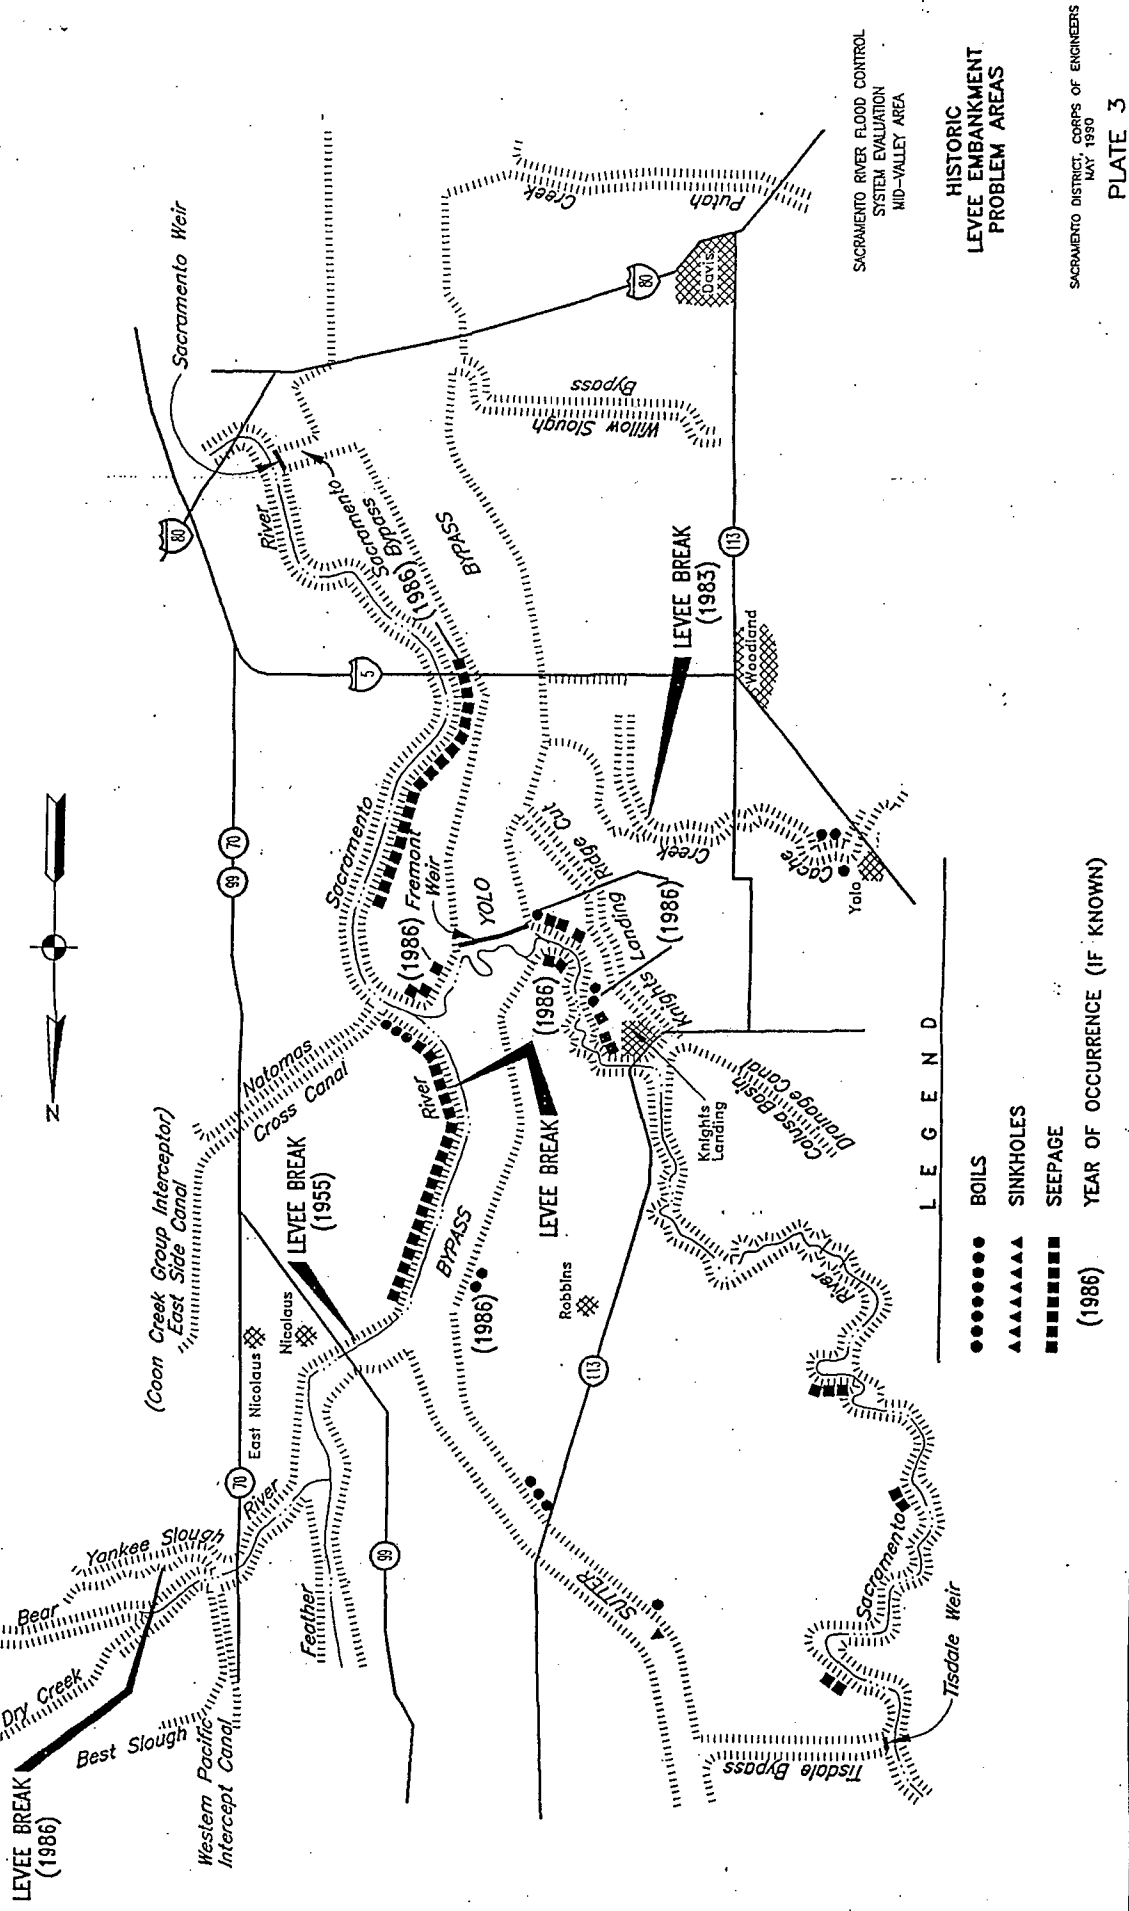 SACRAMENTO RIVER FLOOD CONTROL
SYSTEM EVALUATION
MID-VALLEY AREA
HISTORIC
LEVEE EMBANKMENT
PROBLEM AREAS
SACRAMENTO DISTRICT, CORPS OF ENGINEERS
MAY 1990
PLATE 3
N
LEVEE BREAK
(1986)
Dry Creek
Bear
Yankee Slough
Best Slough
Western Pacific
Intercept Canal
River
Feather
70
East Nicolaus
Nicolaus
99
(Coon Creek Group Interceptor)
East Side Canal
Natomas
Cross Canal
LEVEE BREAK
(1955)
99
70
Sacramento Weir
80
River
Sacramento
Bypass
Sacramento
(1986)
5
BYPASS
YOLO
Fremont
Weir
(1986)
River
BYPASS
SUTTER
(1986)
LEVEE BREAK
(1986)
(1986)
Robbins
113
Knights
Landing
Knights Landing
Ridge Cut
Colusa Basin
Drainage Canal
Creek
Cache
Yolo
LEVEE BREAK
(1983)
Woodland
113
Willow Slough
Bypass
80
Davis
Putah
Creek
River
Sacramento
Tisdale Weir
Tisdale Bypass
LEGEND
BOILS
SINKHOLES
SEEPAGE
(1986) YEAR OF OCCURRENCE (IF KNOWN)